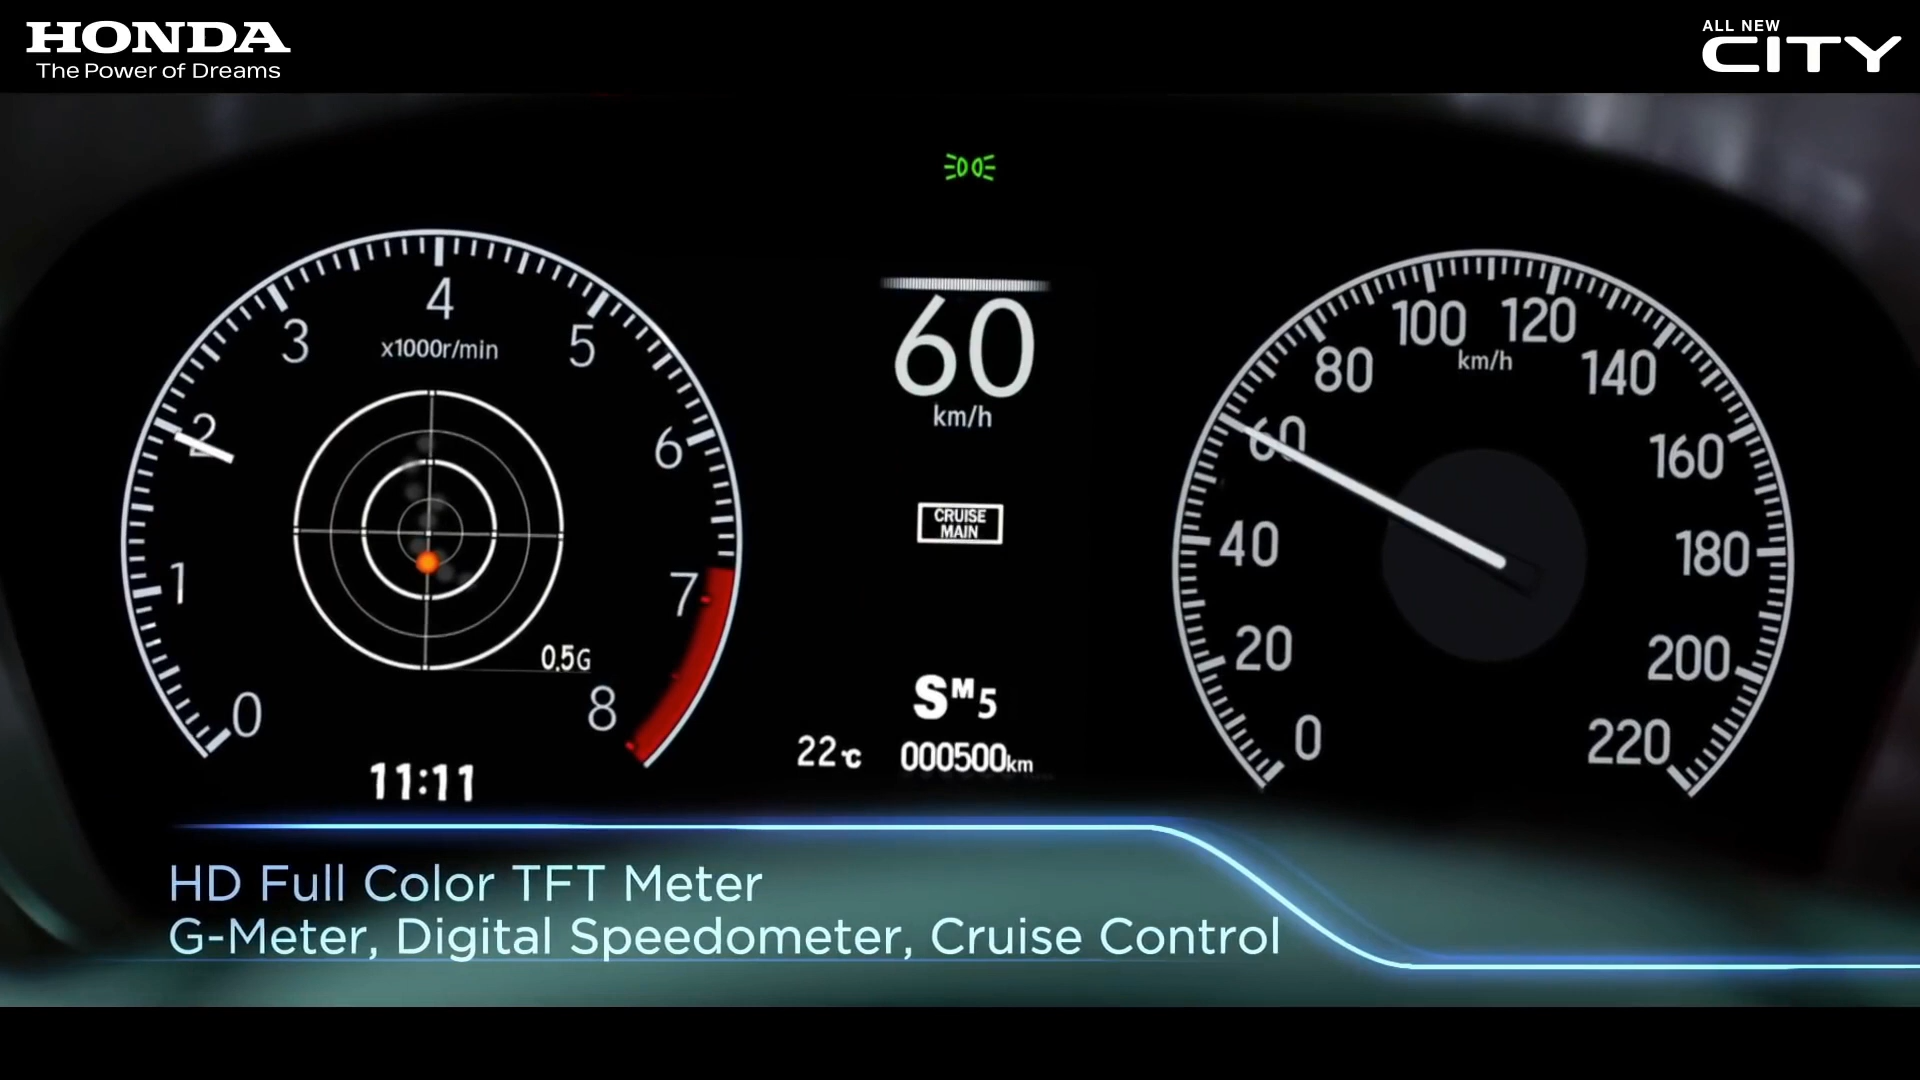 HONDA
The Power of Dreams
ALL NEW
CITY
0
1
2
3
4
5
6
7
8
x1000r/min
0.5G
11:11
60
km/h
CRUISE
MAIN
SM5
22°C
000500km
0
20
40
60
80
100
120
140
160
180
200
220
km/h
HD Full Color TFT Meter
G-Meter, Digital Speedometer, Cruise Control